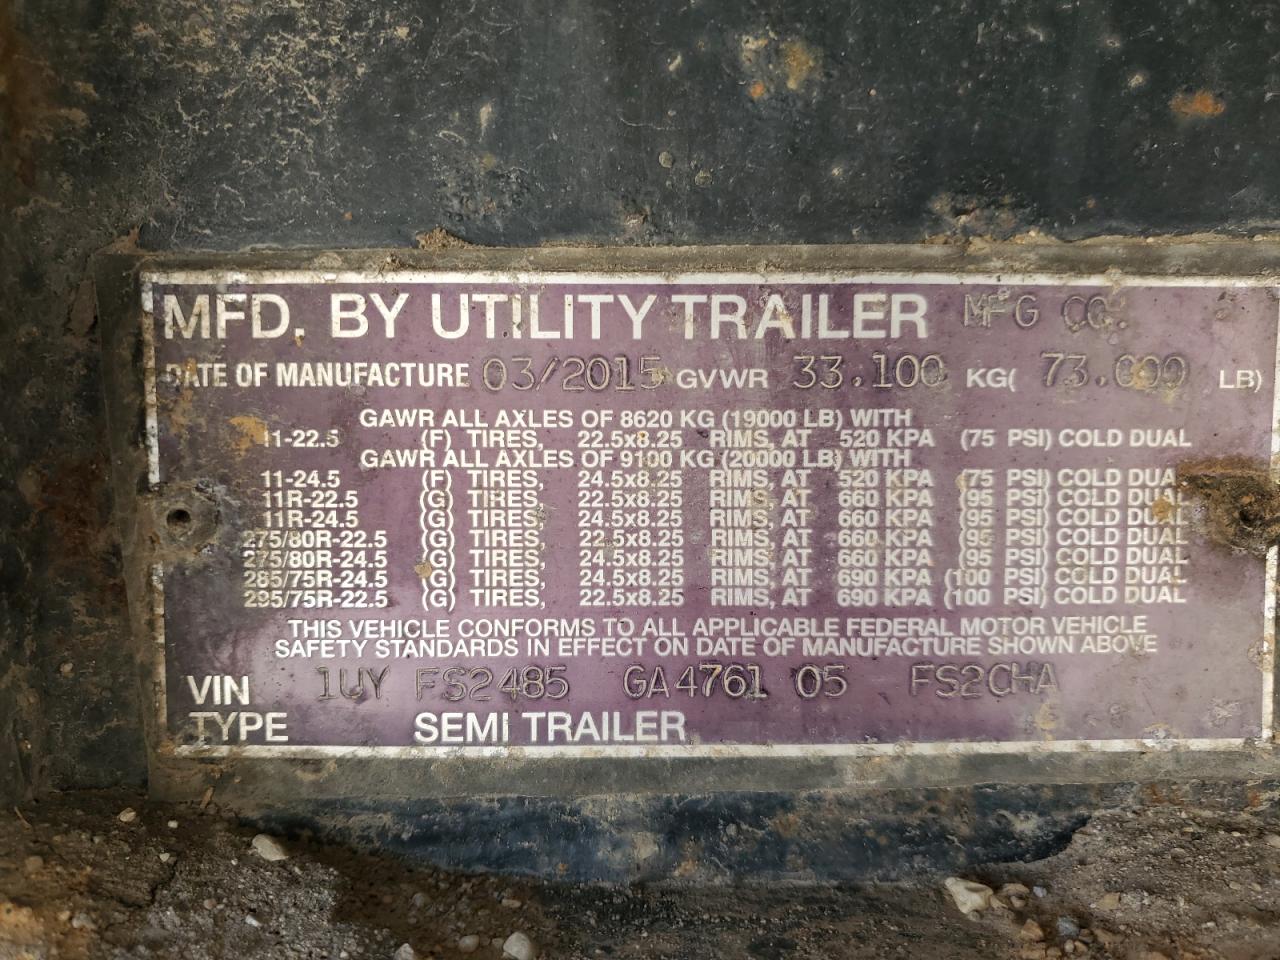 MFD. BY UTILITY TRAILER MFG CO.
DATE OF MANUFACTURE 03/2015 GVWR 33.100 KG( 73.000 LB)
GAWR ALL AXLES OF 8620 KG (19000 LB) WITH
11-22.5 (F) TIRES, 22.5x8.25 RIMS, AT 520 KPA (75 PSI) COLD DUAL
GAWR ALL AXLES OF 9100 KG (20000 LB) WITH
11-24.5 (F) TIRES, 24.5x8.25 RIMS, AT 520 KPA (75 PSI) COLD DUAL
11R-22.5 (G) TIRES, 22.5x8.25 RIMS, AT 660 KPA (95 PSI) COLD DUAL
11R-24.5 (G) TIRES, 24.5x8.25 RIMS, AT 660 KPA (95 PSI) COLD DUAL
275/80R-22.5 (G) TIRES, 22.5x8.25 RIMS, AT 660 KPA (95 PSI) COLD DUAL
275/80R-24.5 (G) TIRES, 24.5x8.25 RIMS, AT 660 KPA (95 PSI) COLD DUAL
285/75R-24.5 (G) TIRES, 24.5x8.25 RIMS, AT 690 KPA (100 PSI) COLD DUAL
295/75R-22.5 (G) TIRES, 22.5x8.25 RIMS, AT 690 KPA (100 PSI) COLD DUAL
THIS VEHICLE CONFORMS TO ALL APPLICABLE FEDERAL MOTOR VEHICLE
SAFETY STANDARDS IN EFFECT ON DATE OF MANUFACTURE SHOWN ABOVE
VIN 1UY FS2485 GA4761 05 FS2CHA
TYPE SEMI TRAILER